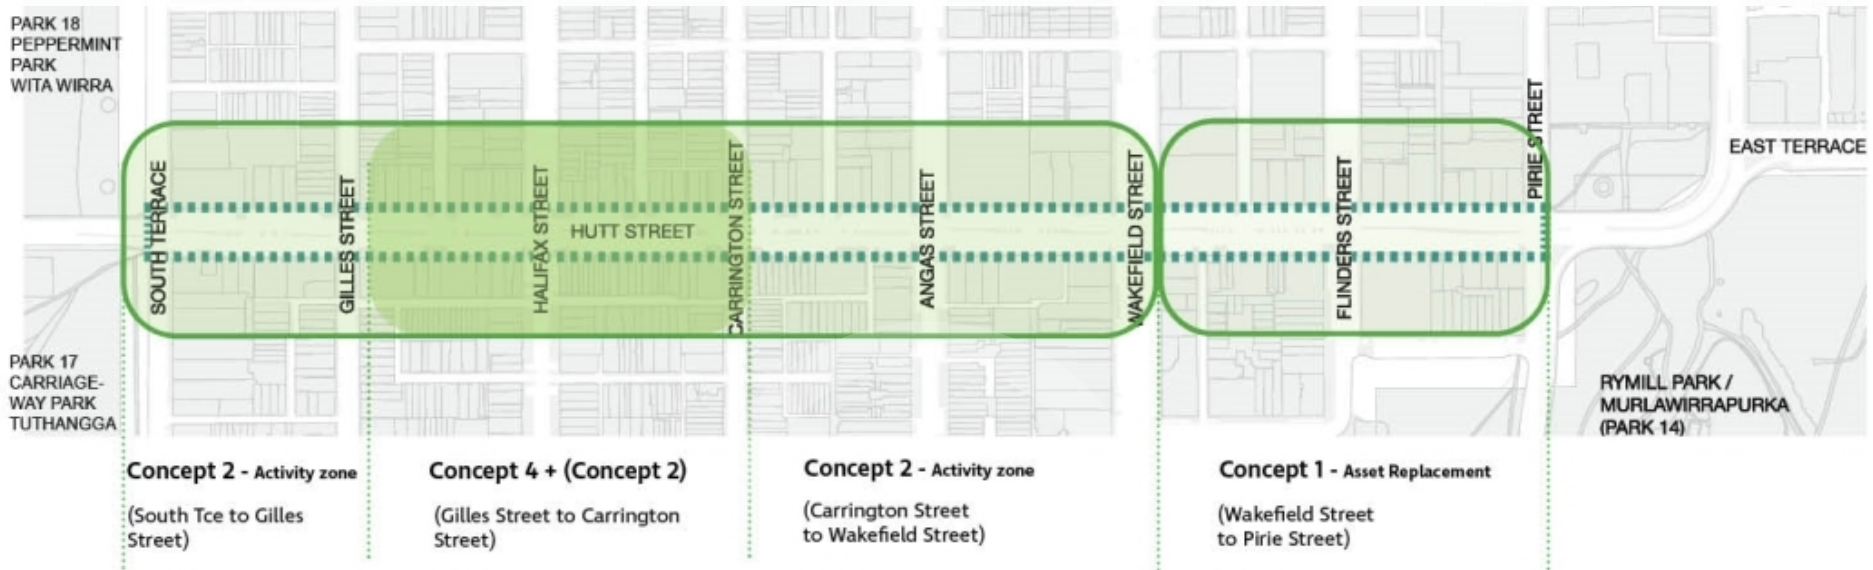 PARK 18
PEPPERMINT
PARK
WITA WIRRA
SOUTH TERRACE
GILLES STREET
HALIFAX STREET
HUTT STREET
CARRINGTON STREET
ANGAS STREET
WAKEFIELD STREET
FLINDERS STREET
PIRIE STREET
EAST TERRACE
PARK 17
CARRIAGE-
WAY PARK
TUTHANGGA
RYMILL PARK /
MURLAWIRRAPURKA
(PARK 14)
Concept 2 - Activity zone
(South Tce to Gilles
Street)
Concept 4 + (Concept 2)
(Gilles Street to Carrington
Street)
Concept 2 - Activity zone
(Carrington Street
to Wakefield Street)
Concept 1 - Asset Replacement
(Wakefield Street
to Pirie Street)